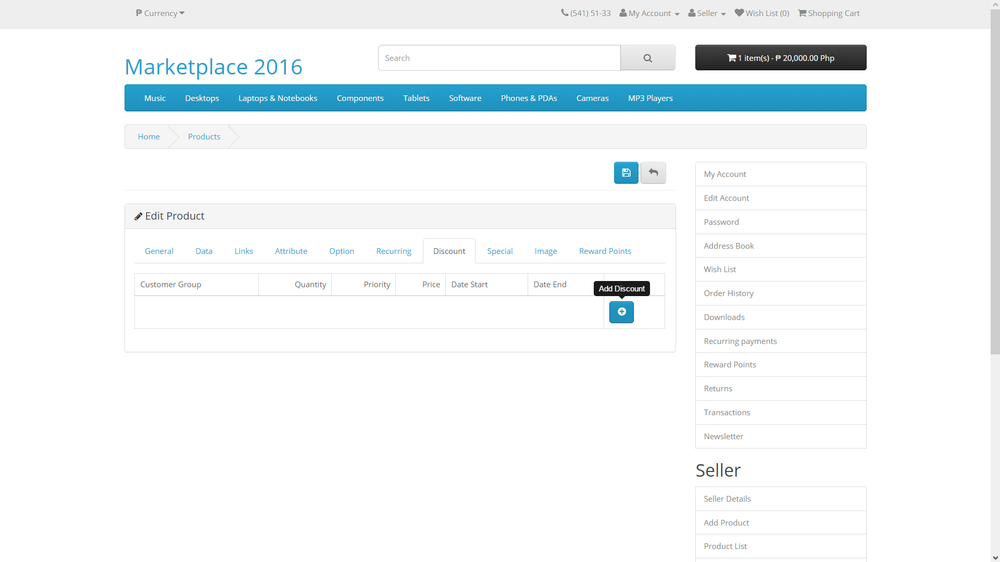 ₱ Currency
(541) 51-33 My Account Seller Wish List (0) Shopping Cart
Marketplace 2016
Search
1 item(s) - ₱ 20,000.00 Php
Music Desktops Laptops & Notebooks Components Tablets Software Phones & PDAs Cameras MP3 Players
Home Products
Edit Product
General Data Links Attribute Option Recurring Discount Special Image Reward Points
Customer Group Quantity Priority Price Date Start Date End
Add Discount
My Account
Edit Account
Password
Address Book
Wish List
Order History
Downloads
Recurring payments
Reward Points
Returns
Transactions
Newsletter
Seller
Seller Details
Add Product
Product List